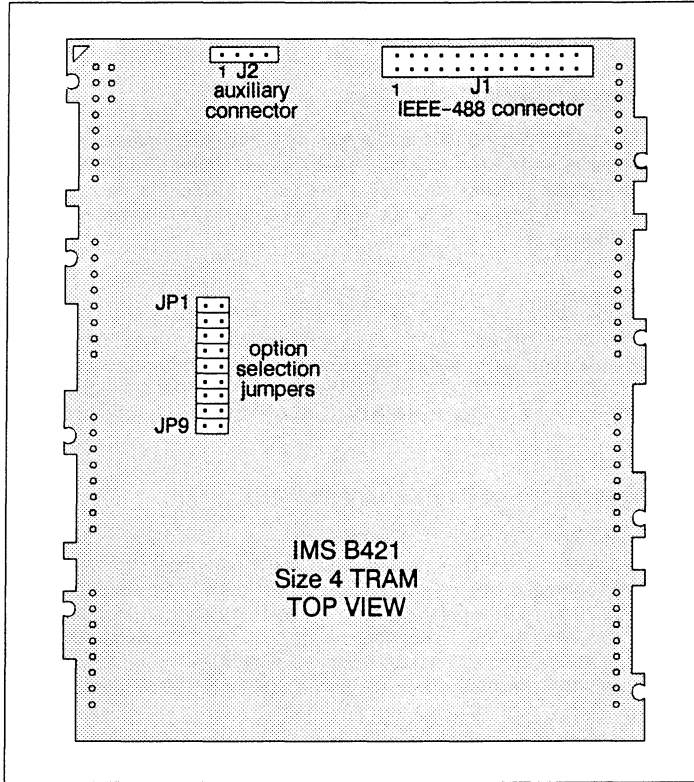 1 J2
auxiliary
connector
1 J1
IEEE-488 connector
JP1
option
selection
jumpers
JP9
IMS B421
Size 4 TRAM
TOP VIEW